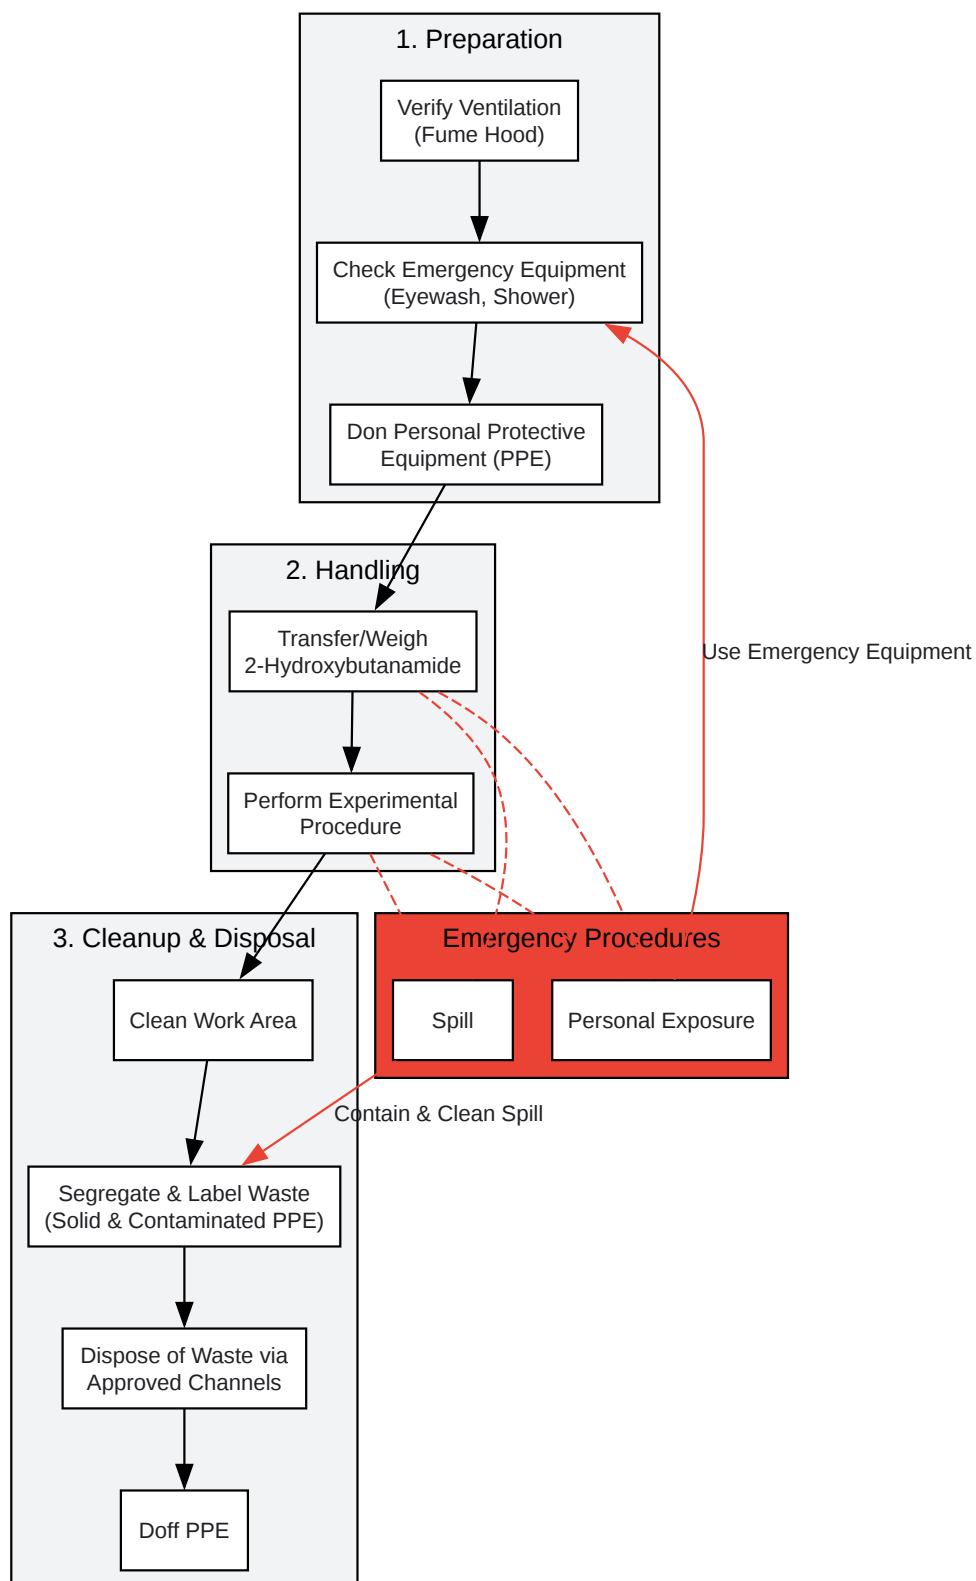 1. Preparation
Verify Ventilation
(Fume Hood)
Check Emergency Equipment
(Eyewash, Shower)
Don Personal Protective
Equipment (PPE)
2. Handling
Transfer/Weigh
2-Hydroxybutanamide
Use Emergency Equipment
Perform Experimental
Procedure
3. Cleanup & Disposal
Emergency Procedures
Clean Work Area
Spill
Personal Exposure
Contain & Clean Spill
Segregate & Label Waste
(Solid & Contaminated PPE)
Dispose of Waste via
Approved Channels
Doff PPE